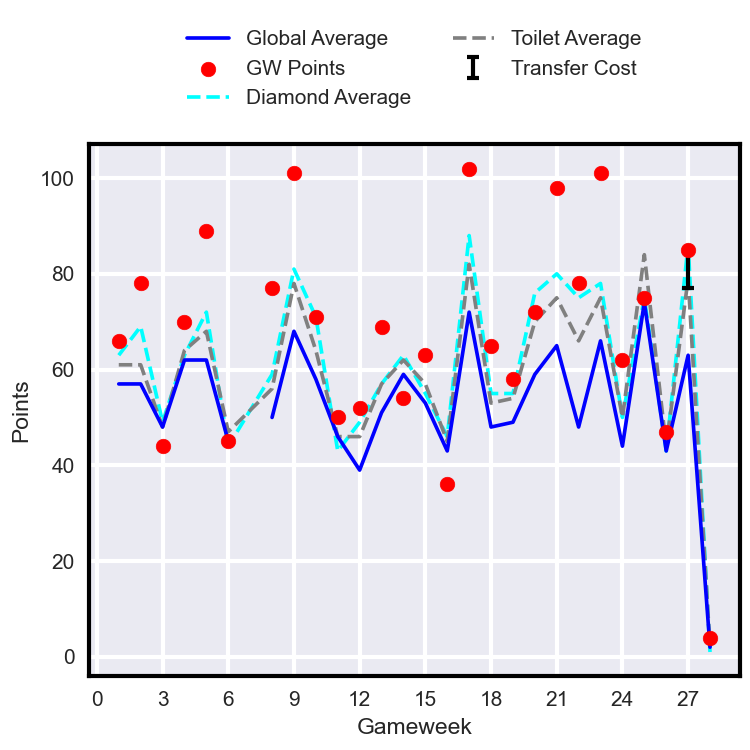 Global Average
GW Points
Diamond Average
Toilet Average
Transfer Cost
Points
100
80
60
40
20
0
0 3 6 9 12 15 18 21 24 27
Gameweek